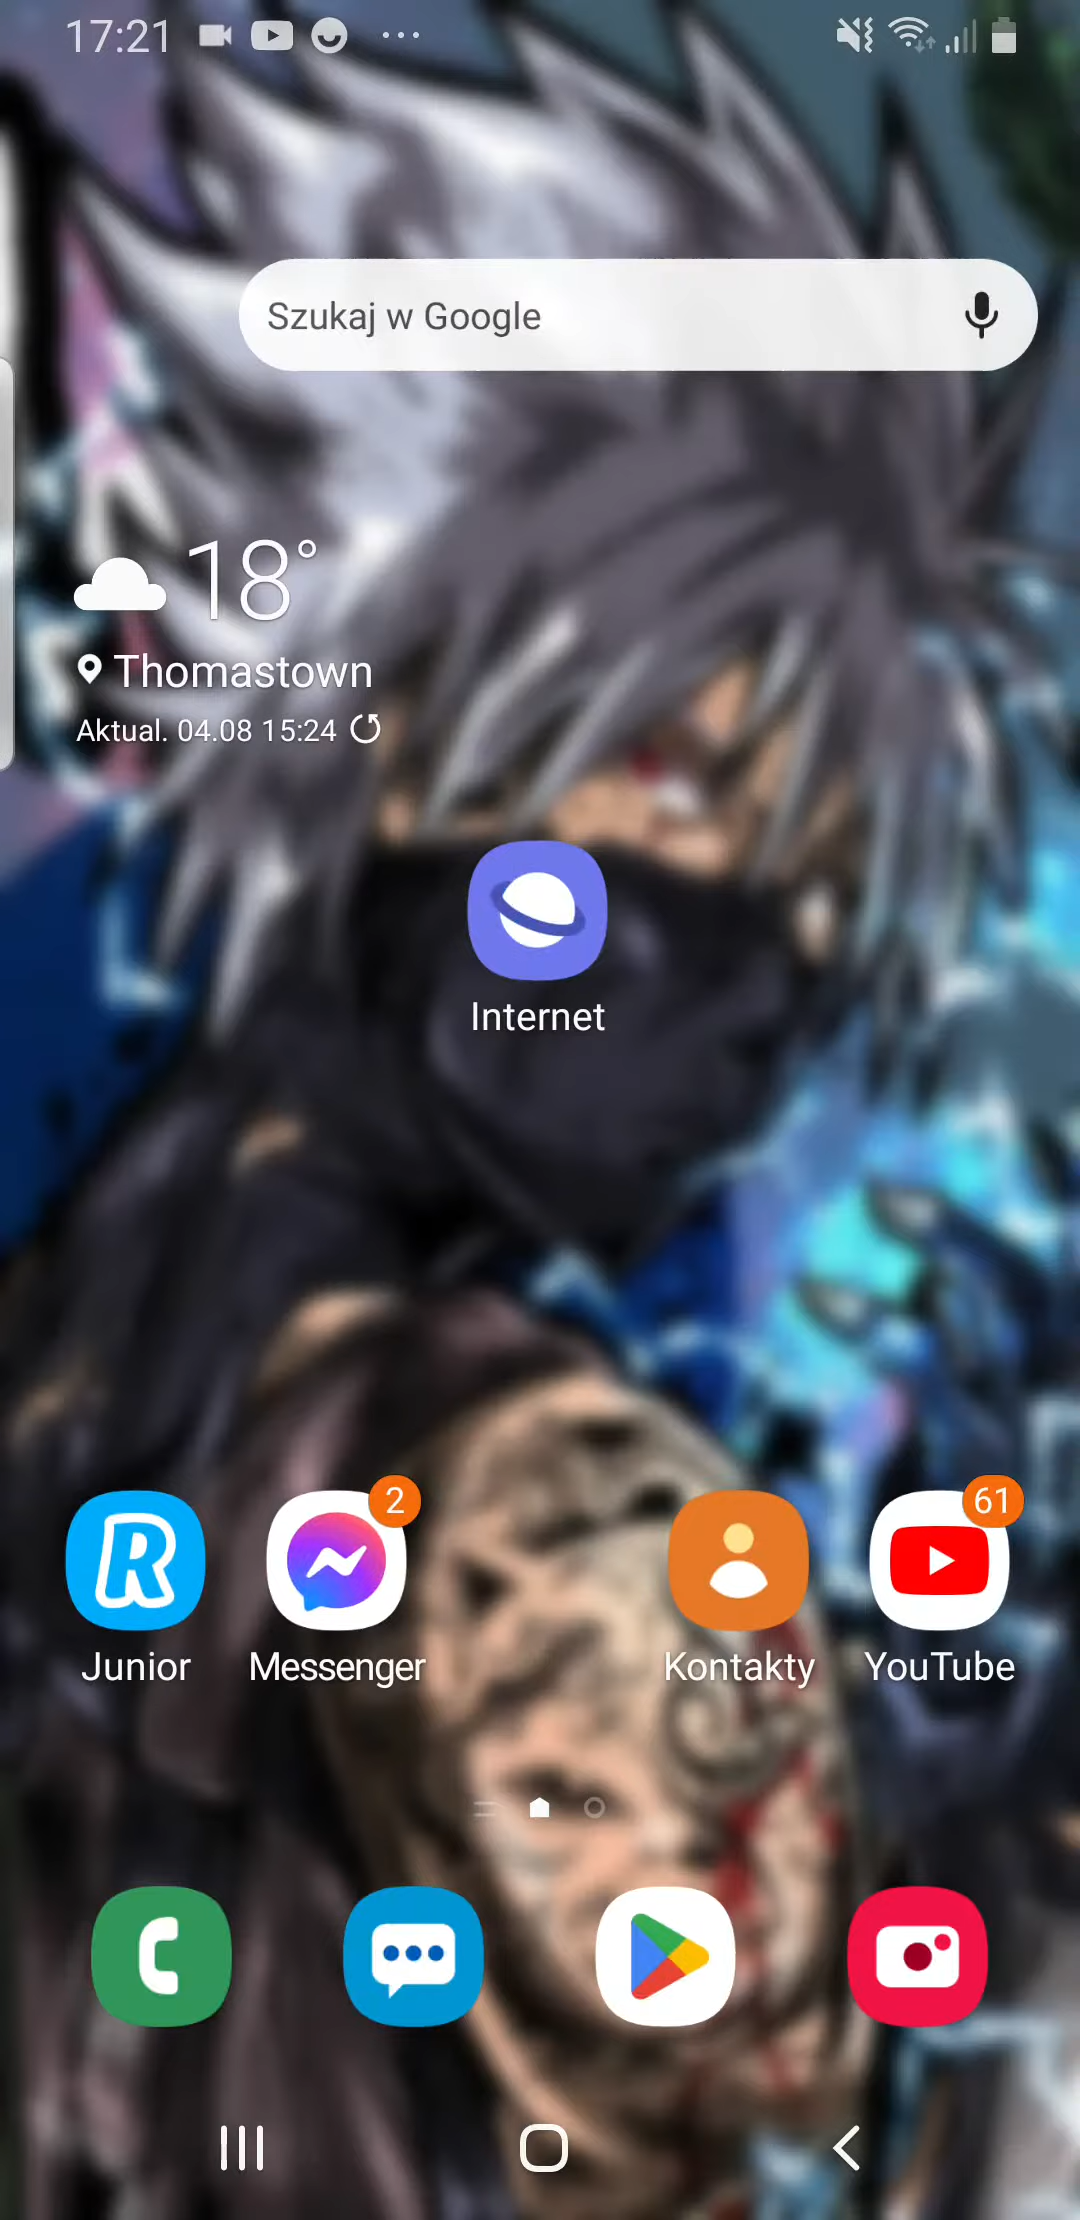 17:21
Szukaj w Google
18°
Thomastown
Aktual. 04.08 15:24
Internet
2
61
Junior
Messenger
Kontakty
YouTube